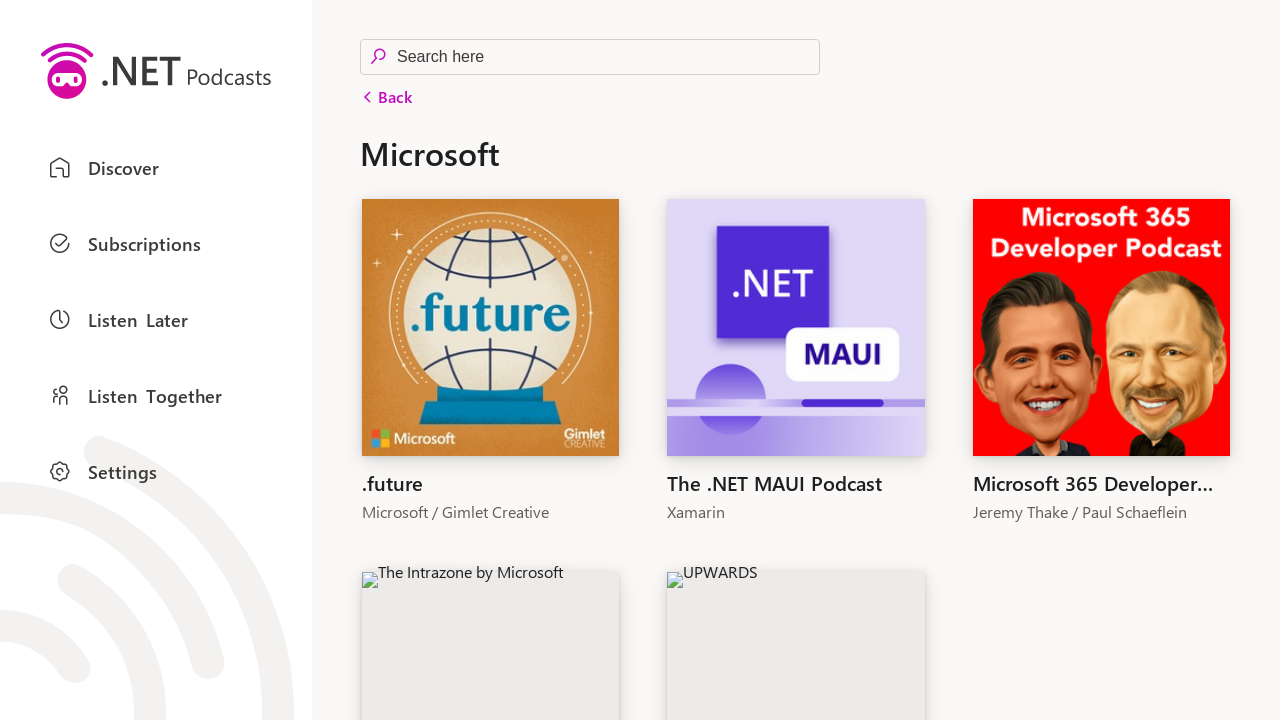 .NET Podcasts
Search here
Back
Discover
Subscriptions
Listen Later
Listen Together
Settings
Microsoft
.future
Microsoft
Gimlet
CREATIVE
.NET
MAUI
Microsoft 365
Developer Podcast
.future
Microsoft / Gimlet Creative
The .NET MAUI Podcast
Xamarin
Microsoft 365 Developer...
Jeremy Thake / Paul Schaeflein
The Intrazone by Microsoft
UPWARDS